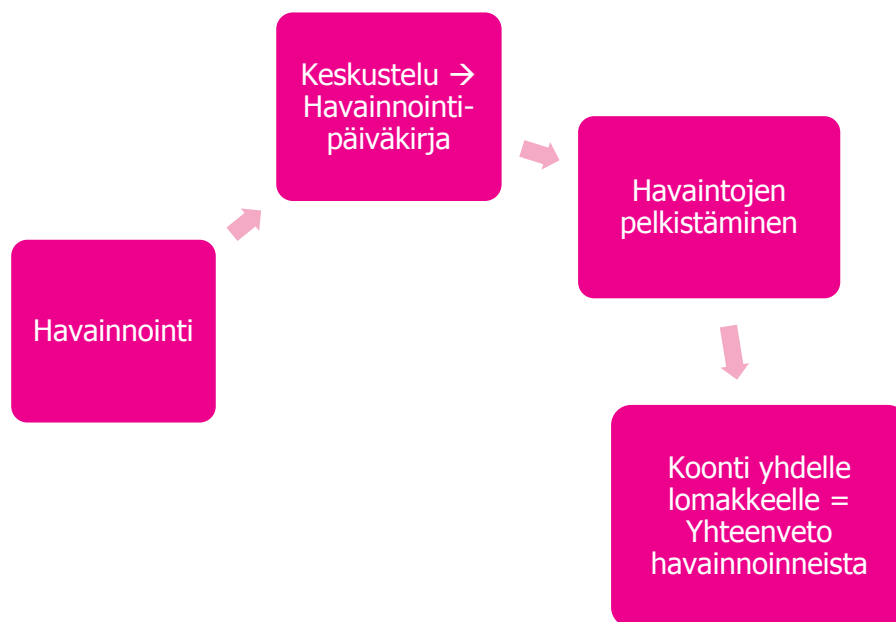 Havainnointi
Keskustelu →
Havainnointi-
päiväkirja
Havaintojen
pelkistäminen
Koonti yhdelle
lomakkeelle =
Yhteenveto
havainnoinneista